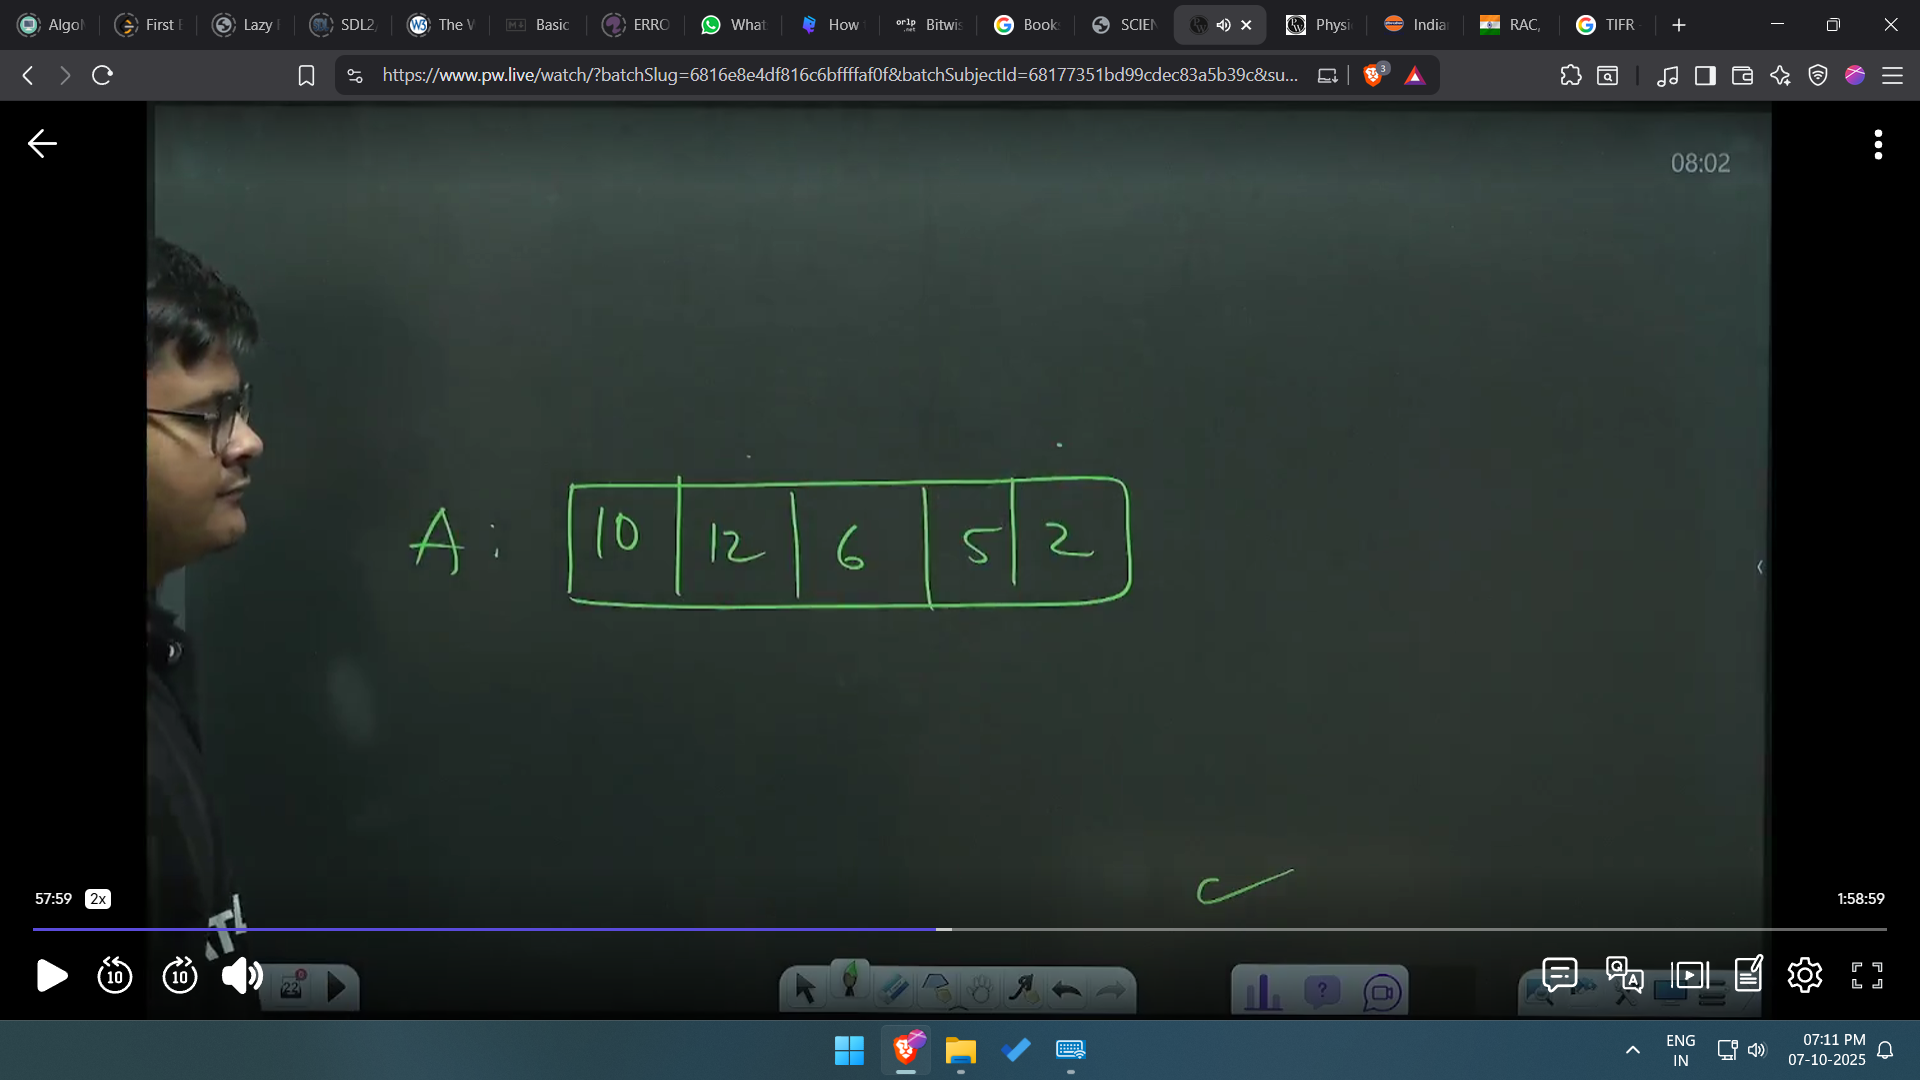 Algo
First
Lazy
SDL2,
The W
Basic
ERRO
What
How
Bitwis
Book
SCIEN
Physi
India
RAC,
TIFR
https://www.pw.live/watch/?batchSlug=6816e8e4df816c6bffffaf0f&batchSubjectId=68177351bd99cdec83a5b39c&su...
3
08:02
A: 10 12 6 5 2
57:59 2x
1:58:59
10 10
22
ENG
IN
07:11 PM
07-10-2025